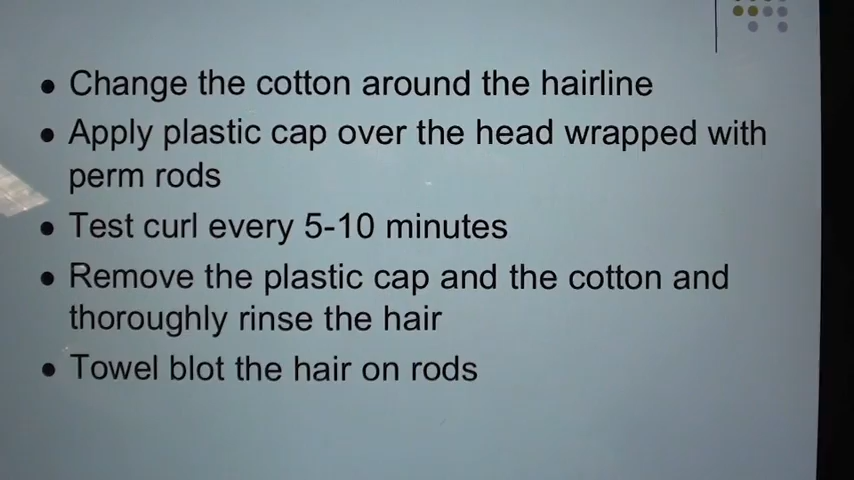 • Change the cotton around the hairline
• Apply plastic cap over the head wrapped with
perm rods
• Test curl every 5-10 minutes
• Remove the plastic cap and the cotton and
thoroughly rinse the hair
• Towel blot the hair on rods